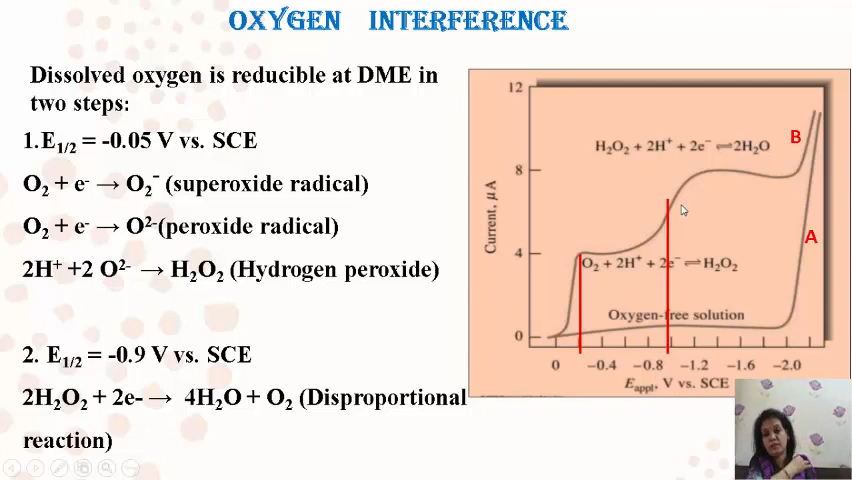 OXYGEN INTERFERENCE
Dissolved oxygen is reducible at DME in
two steps:
1.E₁/₂ = -0.05 V vs. SCE
O₂ + e⁻ → O₂⁻ (superoxide radical)
O₂ + e⁻ → O²⁻(peroxide radical)
2H⁺ +2 O²⁻ → H₂O₂ (Hydrogen peroxide)
2. E₁/₂ = -0.9 V vs. SCE
2H₂O₂ + 2e- → 4H₂O + O₂ (Disproportional
reaction)
12
8
4
0
Current, μA
H₂O₂ + 2H⁺ + 2e⁻ ⇌ 2H₂O
B
A
O₂ + 2H⁺ + 2e⁻ ⇌ H₂O₂
Oxygen-free solution
0 -0.4 -0.8 -1.2 -1.6 -2.0
Eappl, V vs. SCE